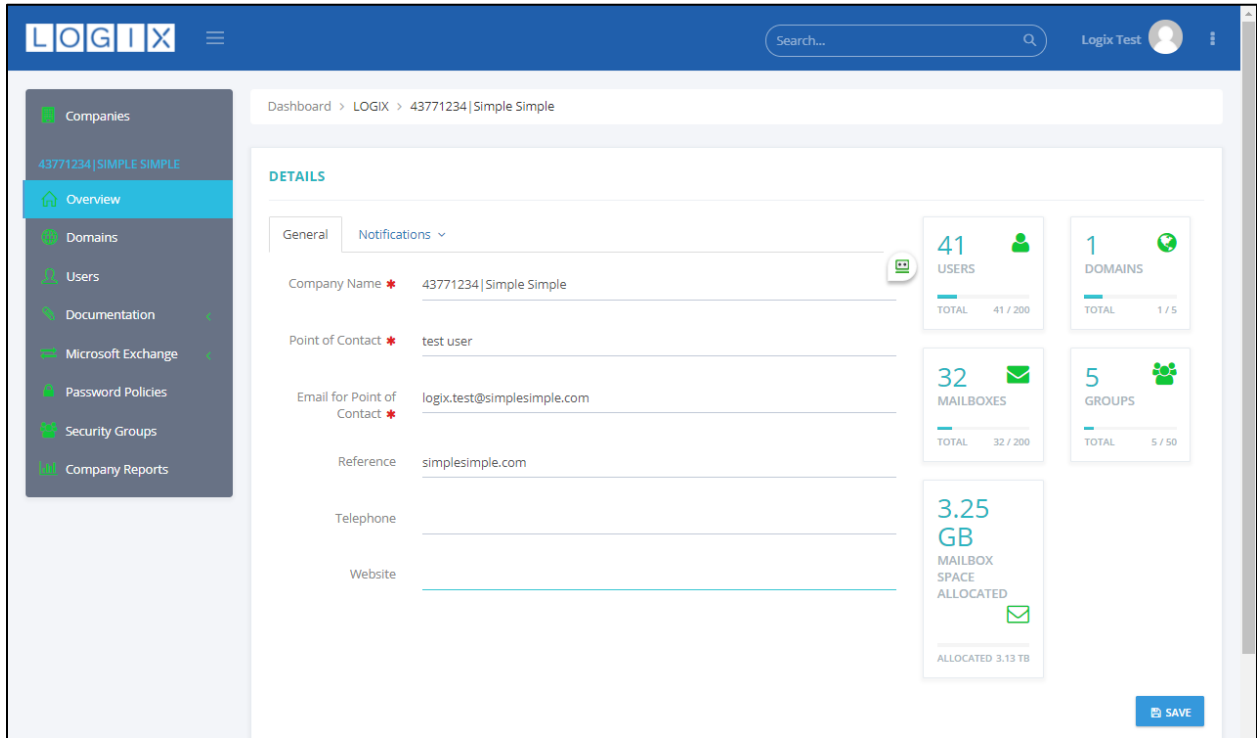 LOGIX
Search...
Logix Test
Companies
43771234|SIMPLE SIMPLE
Overview
Domains
Users
Documentation
Microsoft Exchange
Password Policies
Security Groups
Company Reports
Dashboard > LOGIX > 43771234|Simple Simple
DETAILS
General Notifications
Company Name * 43771234|Simple Simple
Point of Contact * test user
Email for Point of
Contact * logix.test@simplesimple.com
Reference simplesimple.com
Telephone
Website
41
USERS
TOTAL 41 / 200
1
DOMAINS
TOTAL 1 / 5
32
MAILBOXES
TOTAL 32 / 200
5
GROUPS
TOTAL 5 / 50
3.25
GB
MAILBOX
SPACE
ALLOCATED
ALLOCATED 3.13 TB
SAVE